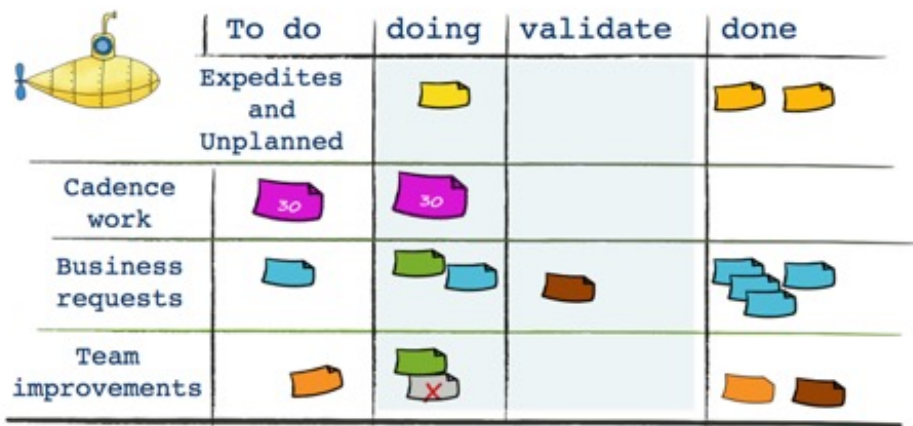 To do doing validate done
Expedites
and
Unplanned
Cadence
work
30 30
Business
requests
Team
improvements
X